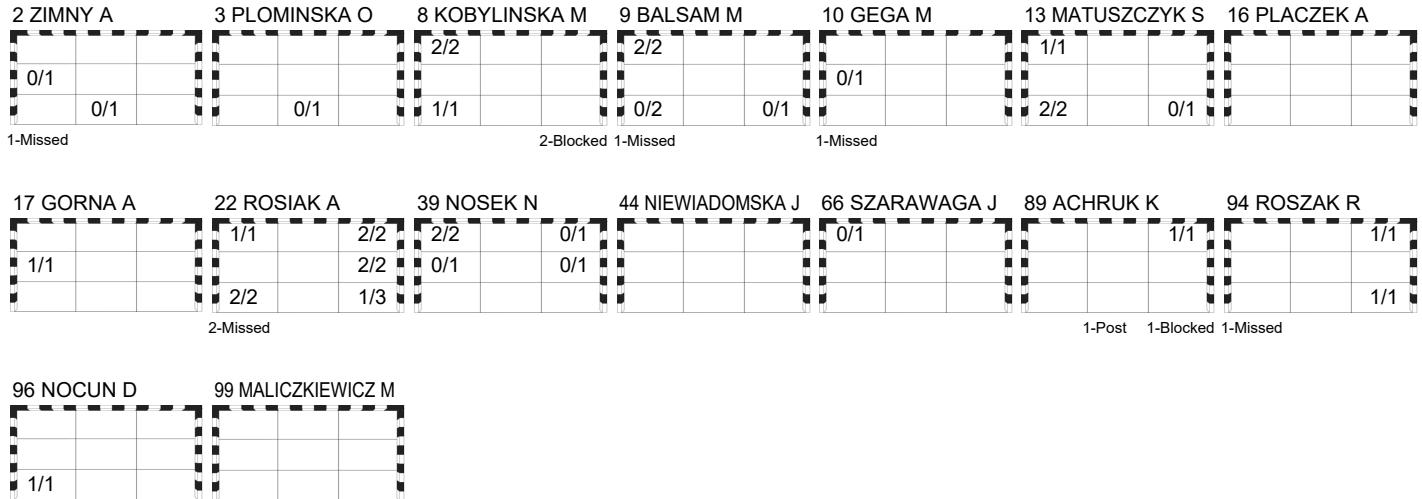 2 ZIMNY A 3 PLOMINSKA O 8 KOBYLINSKA M 9 BALSAM M 10 GEGA M 13 MATUSZCZYK S 16 PLACZEK A
2/2 2/2 1/1
0/1 0/1
0/1 0/1 1/1 0/2 0/1 2/2 0/1
1-Missed 2-Blocked 1-Missed 1-Missed
17 GORNA A 22 ROSIAK A 39 NOSEK N 44 NIEWIADOMSKA J 66 SZARAWAGA J 89 ACHRUK K 94 ROSZAK R
1/1 2/2 2/2 0/1 0/1 1/1 1/1
1/1 2/2 0/1 0/1
2/2 1/3 1/1
2-Missed 1-Post 1-Blocked 1-Missed
96 NOCUN D 99 MALICZKIEWICZ M
1/1